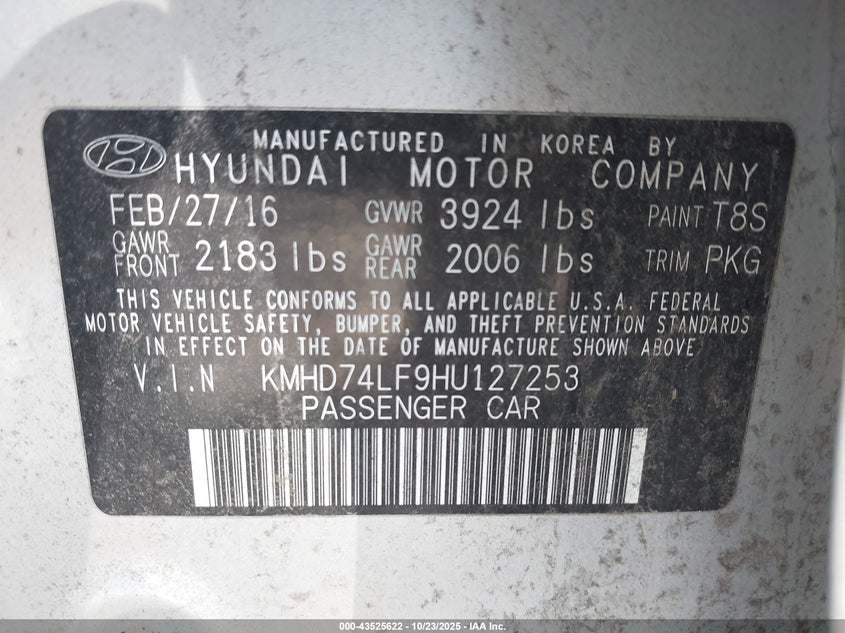 MANUFACTURED IN KOREA BY
HYUNDAI MOTOR COMPANY
FEB/27/16 GVWR 3924 lbs PAINT T8S
GAWR FRONT 2183 lbs GAWR REAR 2006 lbs TRIM PKG
THIS VEHICLE CONFORMS TO ALL APPLICABLE U.S.A. FEDERAL
MOTOR VEHICLE SAFETY, BUMPER, AND THEFT PREVENTION STANDARDS
IN EFFECT ON THE DATE OF MANUFACTURE SHOWN ABOVE
V.I.N KMHD74LF9HU127253
PASSENGER CAR
000-43525622 - 10/23/2025 - IAA Inc.